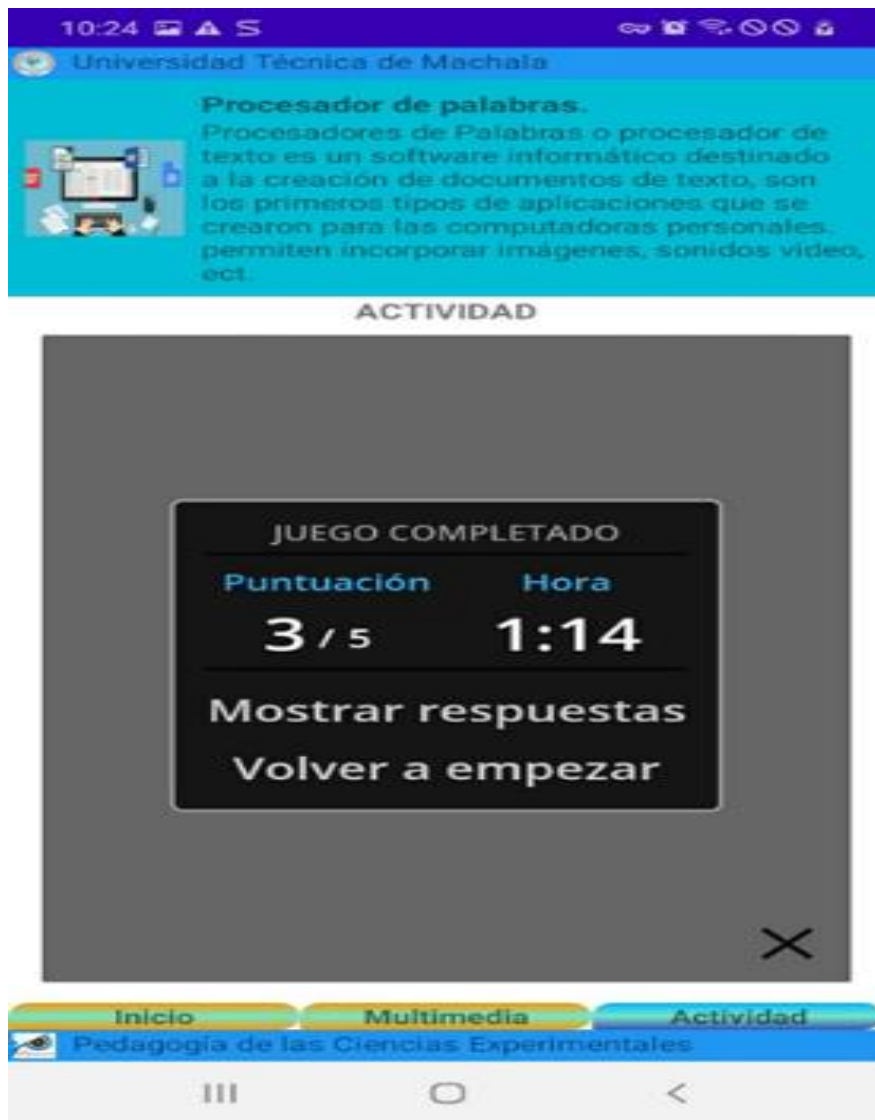 10:24
Universidad Técnica de Machala
Procesador de palabras.
Procesadores de Palabras o procesador de
texto es un software informático destinado
a la creación de documentos de texto, son
los primeros tipos de aplicaciones que se
crearon para las computadoras personales.
permiten incorporar imágenes, sonidos video,
ect.
ACTIVIDAD
JUEGO COMPLETADO
Puntuación Hora
3 / 5 1:14
Mostrar respuestas
Volver a empezar
Inicio Multimedia Actividad
Pedagogía de las Ciencias Experimentales